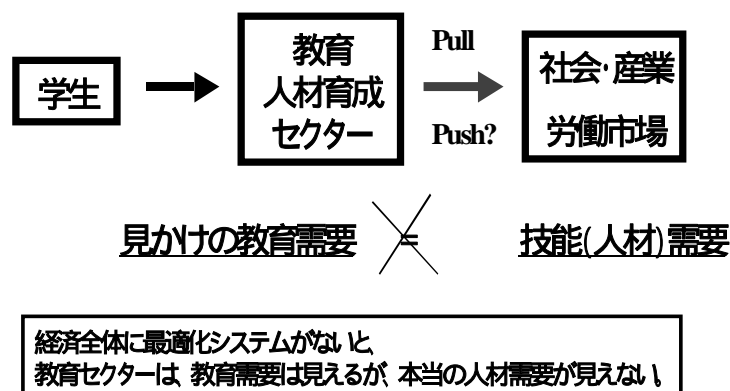 学生
教育
人材育成
セクター
Pull
Push?
社会・産業
労働市場
見かけの教育需要
=
技能(人材)需要
経済全体に最適化システムがないと、
教育セクターは、教育需要は見えるが、本当の人材需要が見えない。